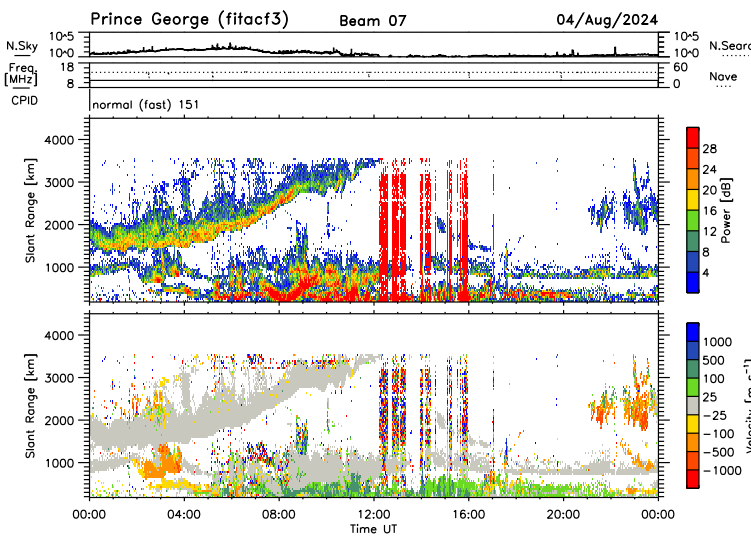 Prince George (fitacf3) Beam 07 04/Aug/2024
N.Sky 10^5 10^0 10^5 10^0 N.Sear
Freq [MHz] 18 8 60 0 Nave
CPID normal (fast) 151
Slant Range [km] 4000 3000 2000 1000
Power [dB] 28 24 20 16 12 8 4
Slant Range [km] 4000 3000 2000 1000
Velocity [m s⁻¹] 1000 500 100 25 −25 −100 −500 −1000
00:00 04:00 08:00 12:00 16:00 20:00 00:00
Time UT